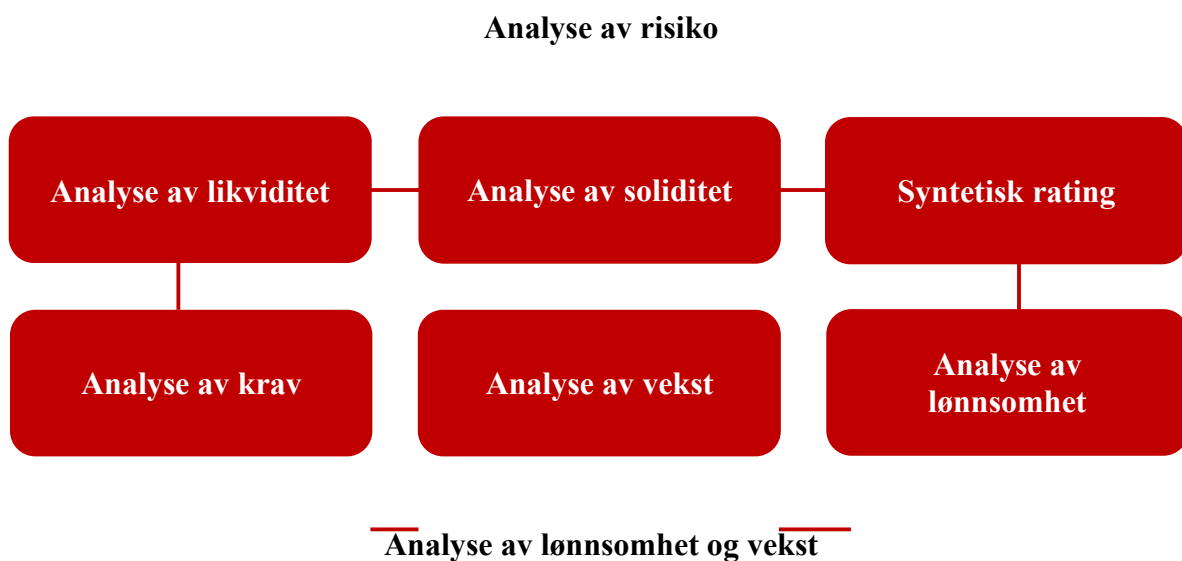 Analyse av risiko
Analyse av likviditet
Analyse av soliditet
Syntetisk rating
Analyse av krav
Analyse av vekst
Analyse av
lønnsomhet
Analyse av lønnsomhet og vekst